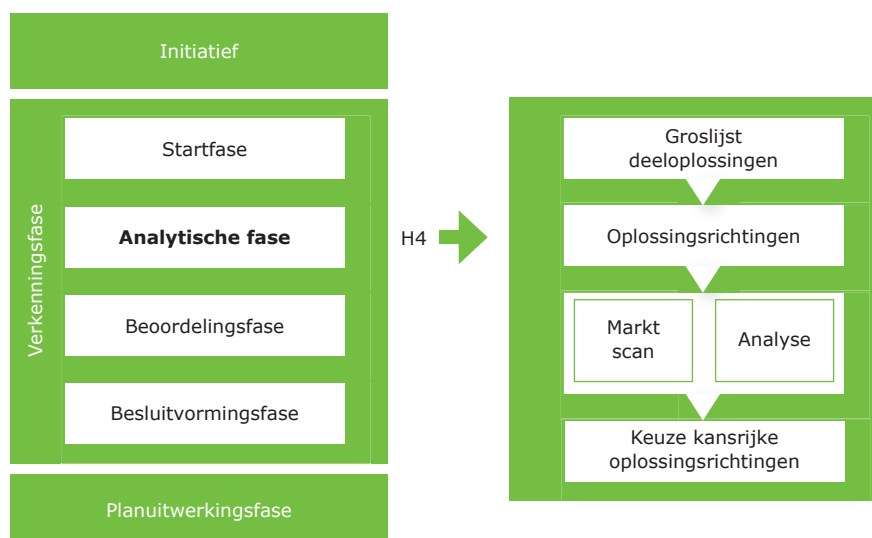 Initiatief
Verkenningsfase
Startfase
Analytische fase
Beoordelingsfase
Besluitvormingsfase
Planuitwerkingsfase
H4
Groslijst
deeloplossingen
Oplossingsrichtingen
Markt
scan
Analyse
Keuze kansrijke
oplossingsrichtingen